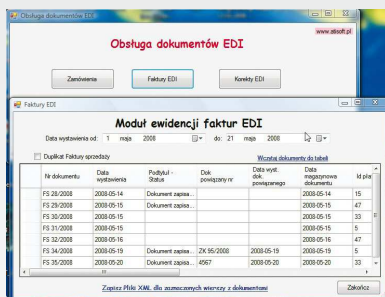 Obsługa dokumentów EDI
www.atisoft.pl
Obsługa dokumentów EDI
Zamówienia Faktury EDI Korekty EDI
Faktury EDI
Moduł ewidencji faktur EDI
Data wystawienia od: 1 maja 2008 do: 21 maja 2008
Duplikat Faktury sprzedaży Wczytaj dokumenty do tabeli
Nr dokumentu Data wystawienia Podtytuł - Status Dok powiązany nr Data wyst. dok. powiązanego Data magazynowa dokumentu Id pła
FS 28/2008 2008-05-14 Dokument zapisa... 2008-05-14 15
FS 29/2008 2008-05-15 Dokument zapisa... 2008-05-15 47
FS 30/2008 2008-05-15 2008-05-15 33
FS 31/2008 2008-05-15 2008-05-15 5
FS 32/2008 2008-05-16 2008-05-16 47
FS 34/2008 2008-05-19 Dokument zapisa... ZK 95/2008 2008-05-19 2008-05-19 5
FS 35/2008 2008-05-20 Dokument zapisa... 4567 2008-05-20 2008-05-20 33
Zapisz Pliki XML dla zaznaczonych wierszy z dokumentami Zakończ